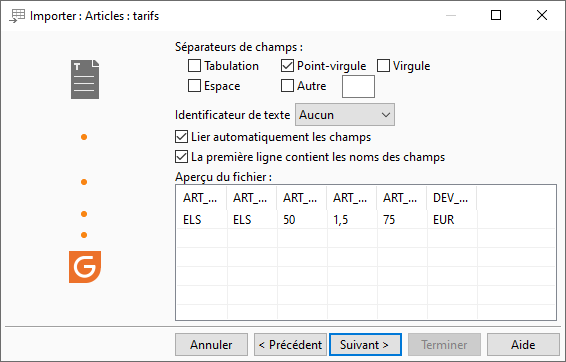 Importer : Articles : tarifs
Séparateurs de champs :
Tabulation Point-virgule Virgule
Espace Autre
Identificateur de texte Aucun
Lier automatiquement les champs
La première ligne contient les noms des champs
Aperçu du fichier :
ART_... ART_... ART_... ART_... ART_... DEV_...
ELS ELS 50 1,5 75 EUR
Annuler < Précédent Suivant > Terminer Aide